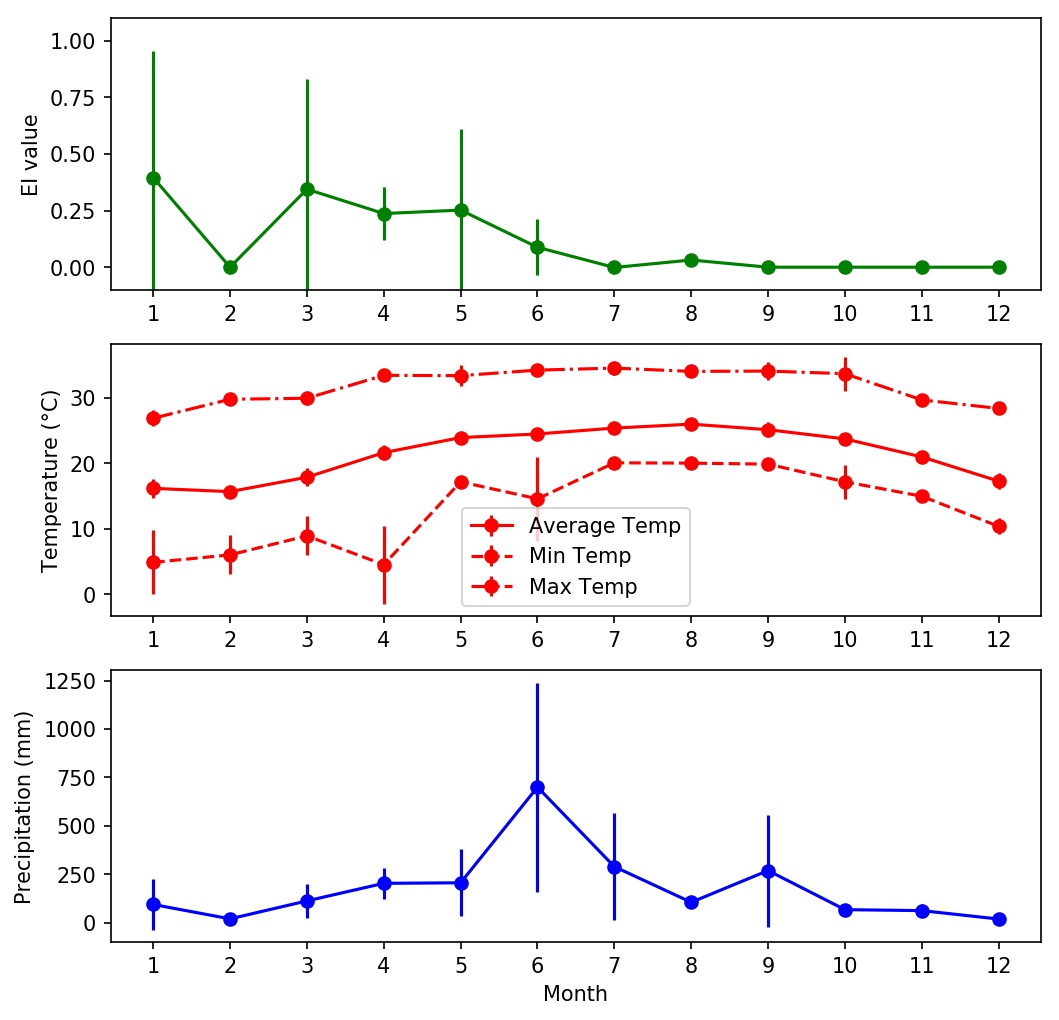 EI value
1.00
0.75
0.50
0.25
0.00
1 2 3 4 5 6 7 8 9 10 11 12
Temperature (°C)
30
20
10
0
Average Temp
Min Temp
Max Temp
1 2 3 4 5 6 7 8 9 10 11 12
Precipitation (mm)
1250
1000
750
500
250
0
1 2 3 4 5 6 7 8 9 10 11 12
Month